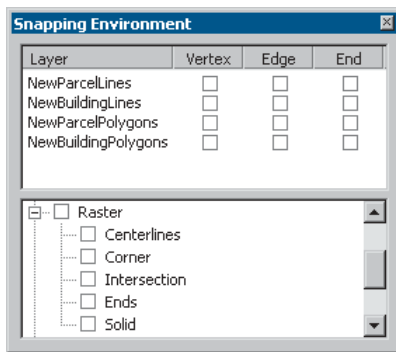 Snapping Environment
Layer Vertex Edge End
NewParcelLines
NewBuildingLines
NewParcelPolygons
NewBuildingPolygons
Raster
Centerlines
Corner
Intersection
Ends
Solid